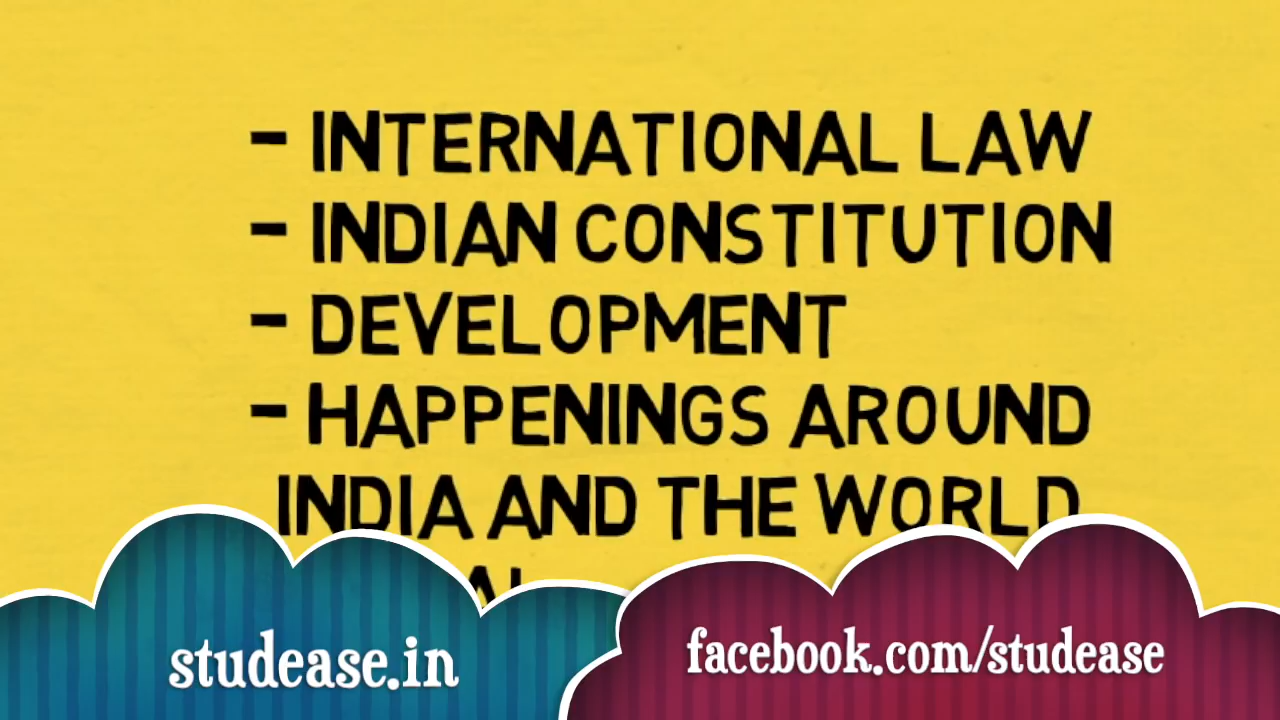 - INTERNATIONAL LAW
- INDIAN CONSTITUTION
- DEVELOPMENT
- HAPPENINGS AROUND
INDIA AND THE WORLD
studease.in
facebook.com/studease